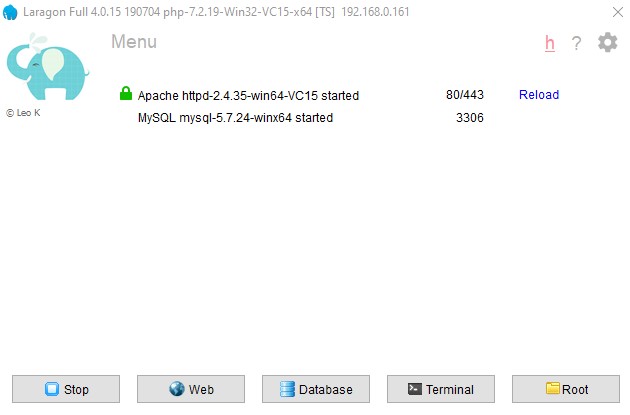 Laragon Full 4.0.15 190704 php-7.2.19-Win32-VC15-x64 [TS] 192.168.0.161
Menu h ?
© Leo K
Apache httpd-2.4.35-win64-VC15 started 80/443 Reload
MySQL mysql-5.7.24-winx64 started 3306
Stop Web Database Terminal Root